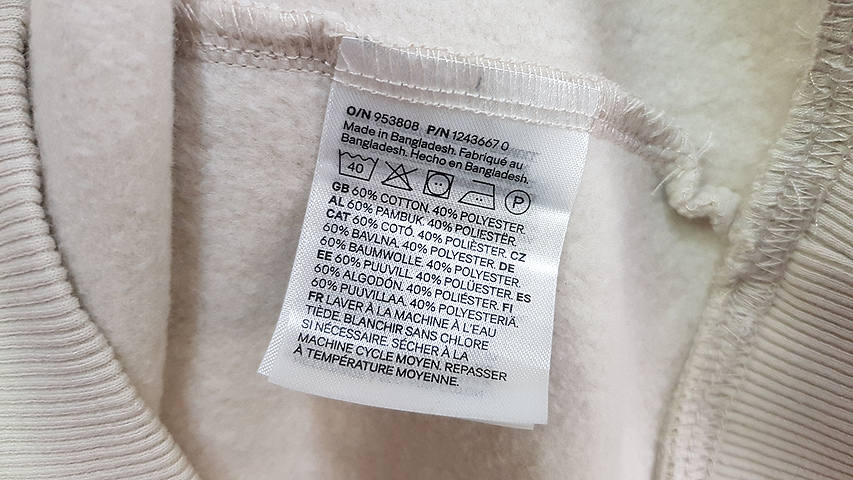 O/N 953808 P/N 1243667 0
Made in Bangladesh. Fabriqué au
Bangladesh. Hecho en Bangladesh.
40 P
GB 60% COTTON. 40% POLYESTER.
AL 60% PAMBUK. 40% POLIESTËR.
CAT 60% COTÓ. 40% POLIÈSTER. CZ
60% BAVLNA. 40% POLYESTER. DE
60% BAUMWOLLE. 40% POLYESTER.
EE 60% PUUVILL. 40% POLÜESTER. ES
60% ALGODÓN. 40% POLIÉSTER. FI
60% PUUVILLAA. 40% POLYESTERIÄ.
FR LAVER À LA MACHINE À L'EAU
TIÈDE. BLANCHIR SANS CHLORE
SI NÉCESSAIRE. SÉCHER À LA
MACHINE CYCLE MOYEN. REPASSER
À TEMPÉRATURE MOYENNE.